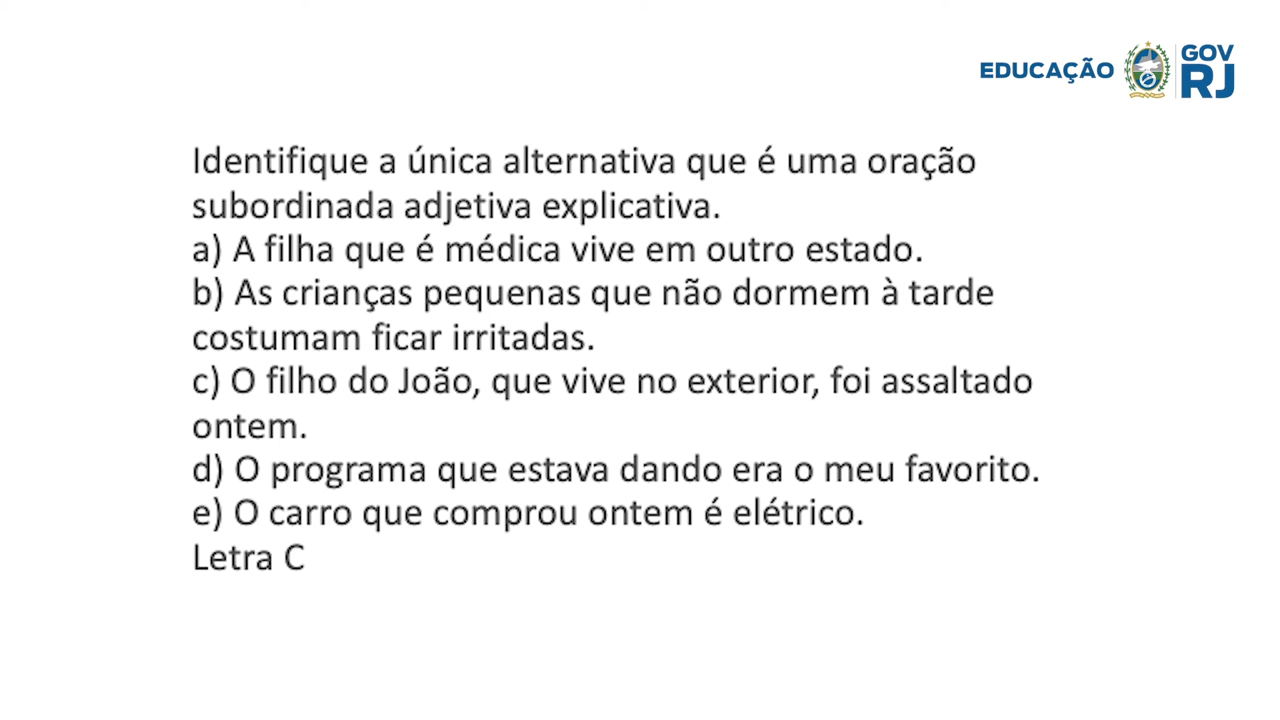 EDUCAÇÃO
GOV
RJ
Identifique a única alternativa que é uma oração
subordinada adjetiva explicativa.
a) A filha que é médica vive em outro estado.
b) As crianças pequenas que não dormem à tarde
costumam ficar irritadas.
c) O filho do João, que vive no exterior, foi assaltado
ontem.
d) O programa que estava dando era o meu favorito.
e) O carro que comprou ontem é elétrico.
Letra C